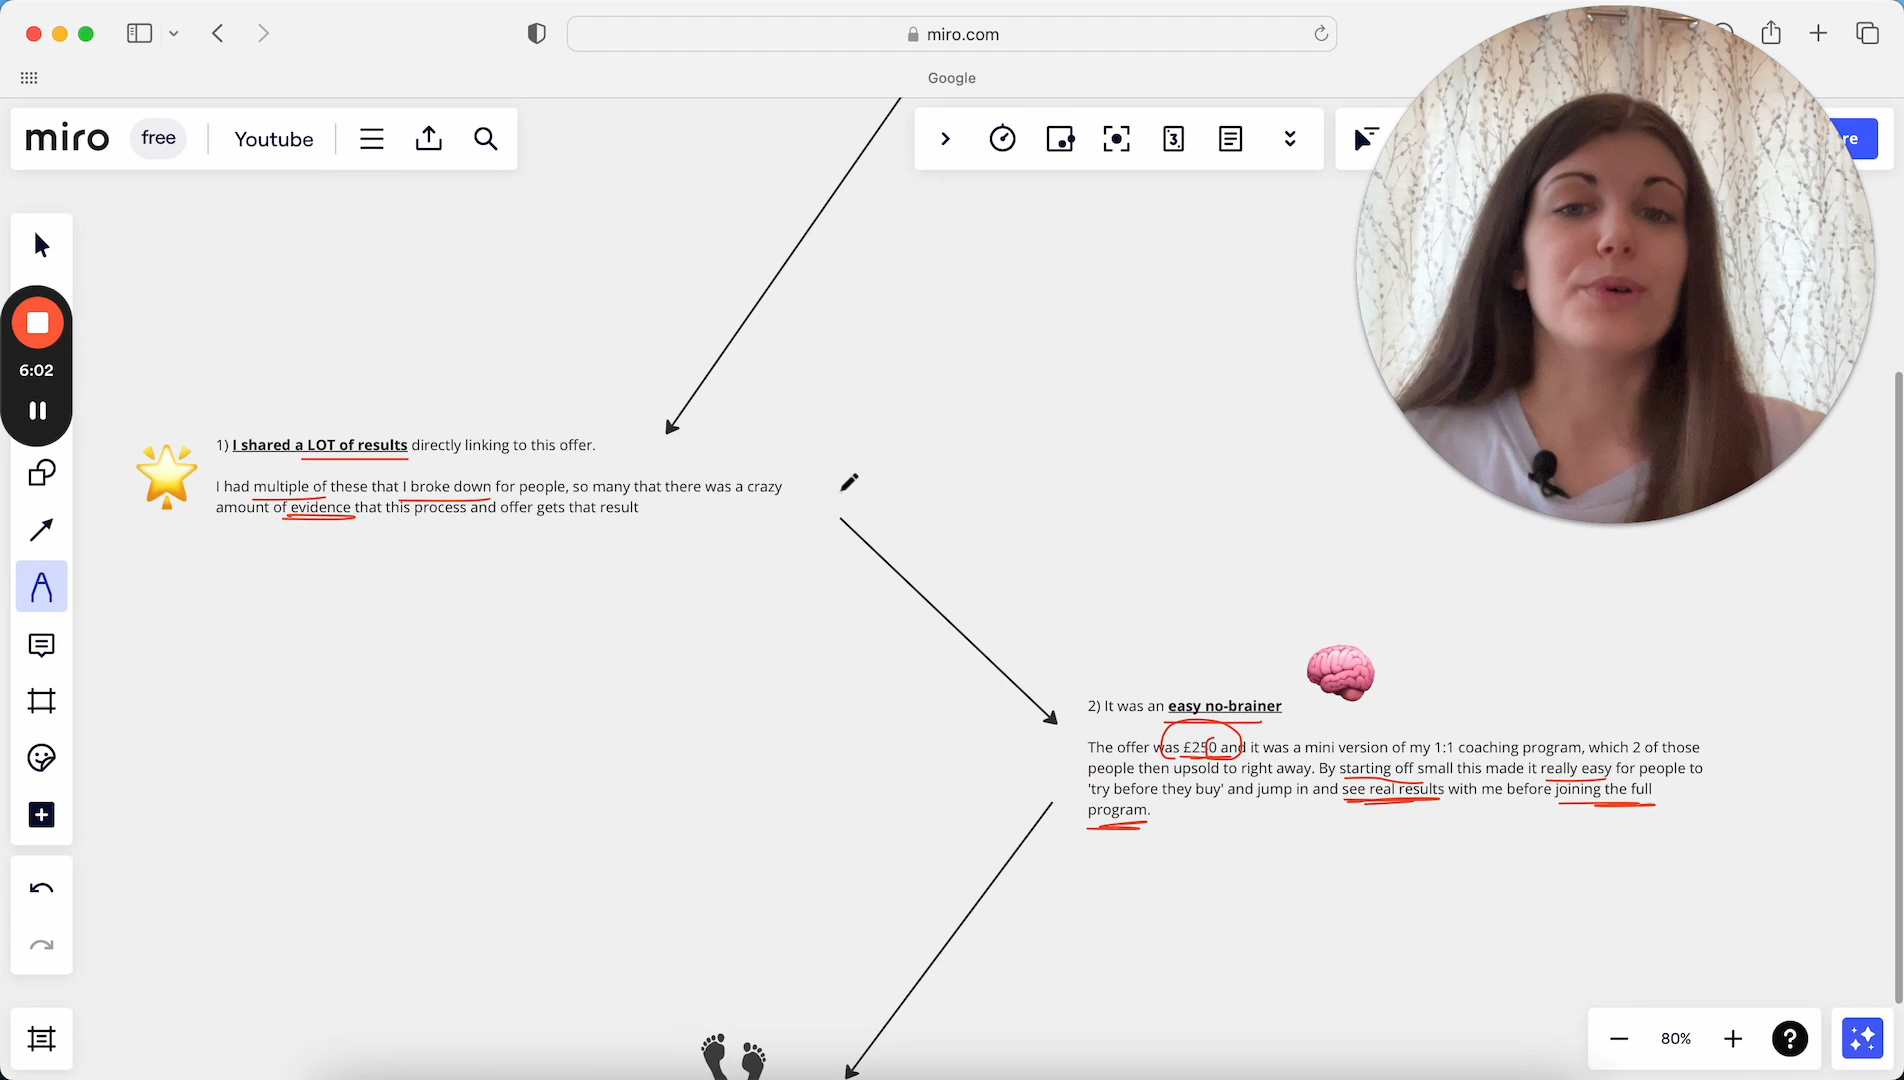 miro.com
Google
miro
free
Youtube
3
re
6:02
1) I shared a LOT of results directly linking to this offer.
I had multiple of these that I broke down for people, so many that there was a crazy
amount of evidence that this process and offer gets that result
2) It was an easy no-brainer
The offer was £250 and it was a mini version of my 1:1 coaching program, which 2 of those
people then upsold to right away. By starting off small this made it really easy for people to
'try before they buy' and jump in and see real results with me before joining the full
program.
80%
?